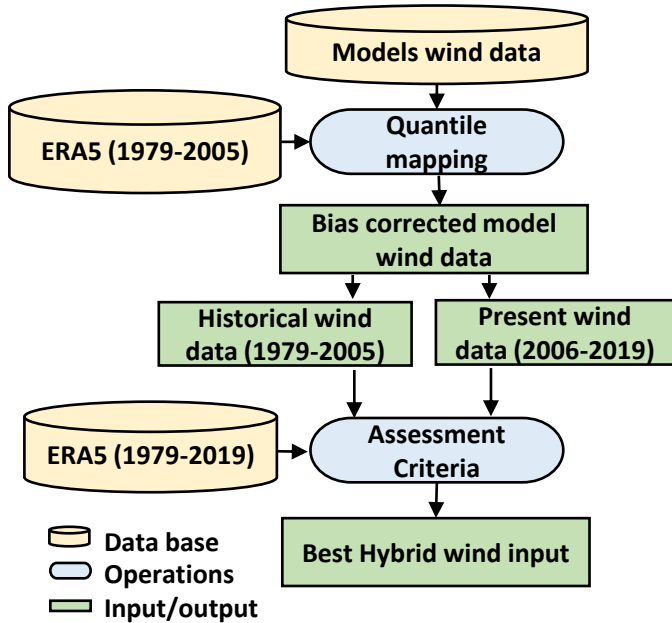 Models wind data
ERA5 (1979-2005)
Quantile
mapping
Bias corrected model
wind data
Historical wind
data (1979-2005)
Present wind
data (2006-2019)
ERA5 (1979-2019)
Assessment
Criteria
Best Hybrid wind input
Data base
Operations
Input/output